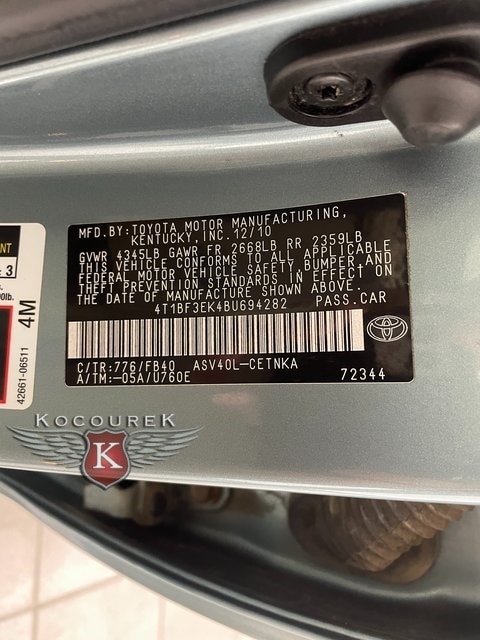 MFD.BY:TOYOTA MOTOR MANUFACTURING,
KENTUCKY,INC.12/10
GVWR 4345LB GAWR FR 2668LB RR 2359LB
THIS VEHICLE CONFORMS TO ALL APPLICABLE
FEDERAL MOTOR VEHICLE SAFETY,BUMPER,AND
THEFT PREVENTION STANDARDS IN EFFECT ON
THE DATE OF MANUFACTURE SHOWN ABOVE.
4T1BF3EK4BU694282 PASS.CAR
C/TR:776/FB40 ASV40L-CETNKA
A/TM:-05A/U760E 72344
4M
42661-06511
3
KOCOUREK
K